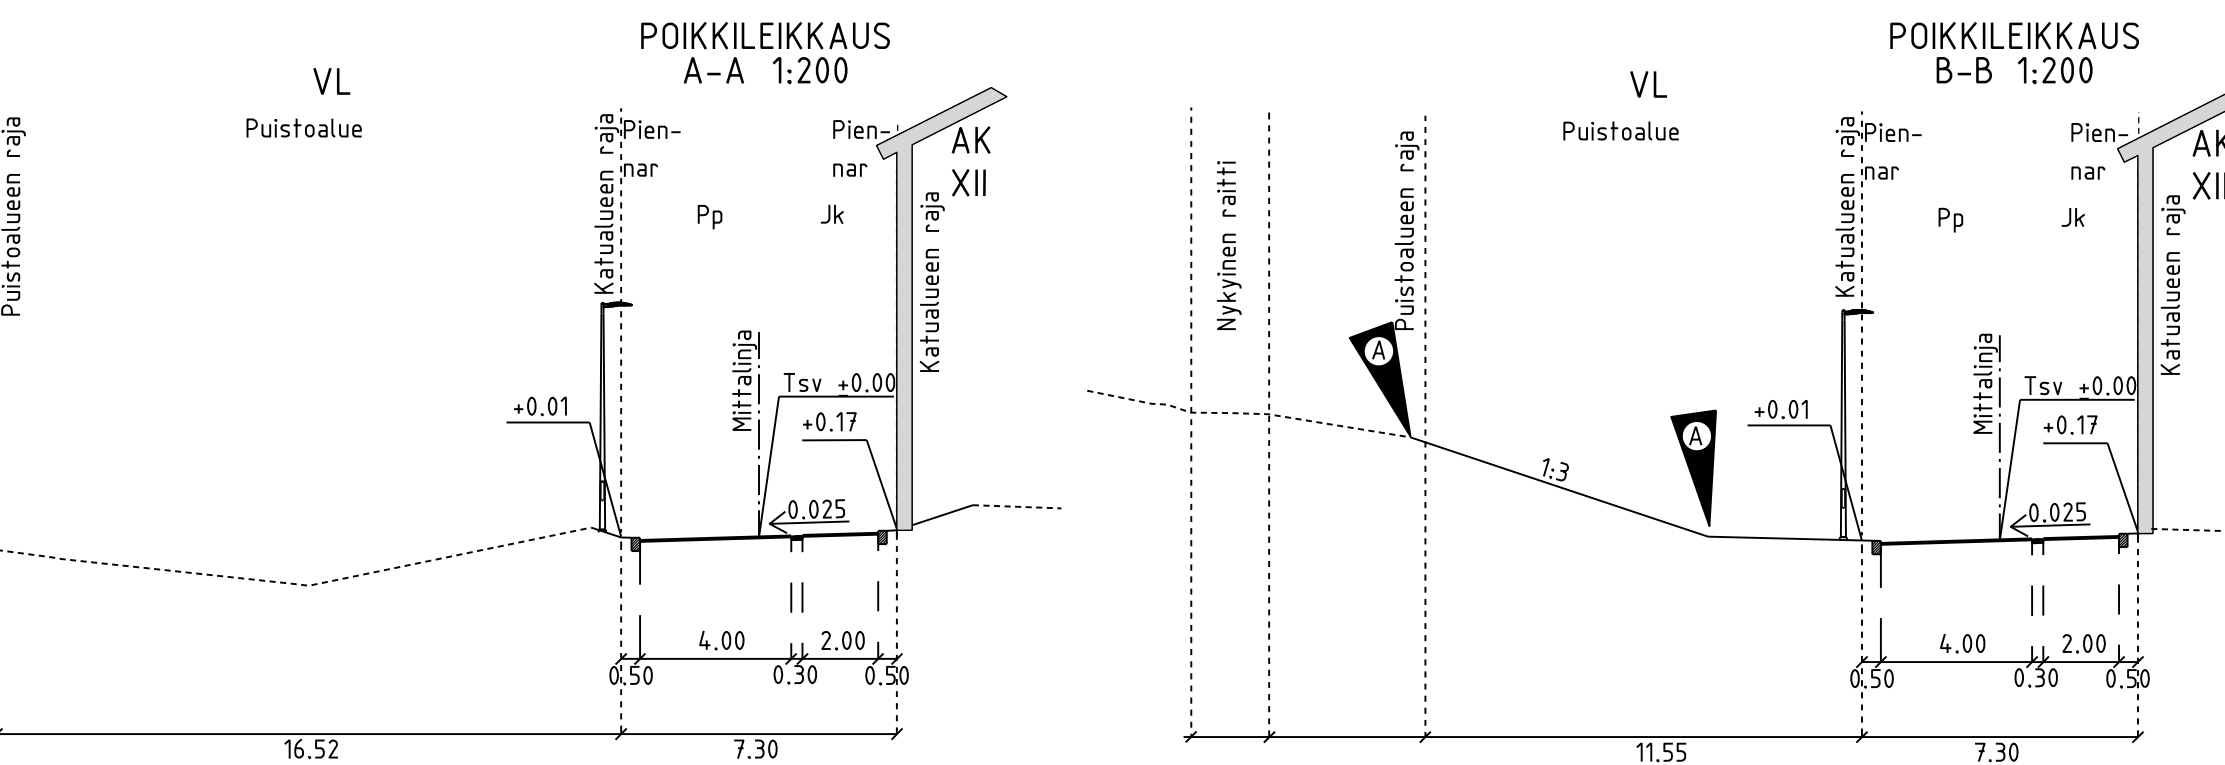 POIKKILEIKKAUS
A-A 1:200
VL
Puistoalue
Puistoalueen raja
Katualueen raja
Pien-
nar
Pien-
nar
Pp
Jk
AK
XII
Katualueen raja
Mittalinja
Tsv ±0.00
+0.01
+0.17
0.025
4.00
2.00
0.50
0.30
0.50
16.52
7.30
POIKKILEIKKAUS
B-B 1:200
VL
Puistoalue
Nykyinen raitti
Puistoalueen raja
Katualueen raja
Pien-
nar
Pien-
nar
Pp
Jk
AK
XII
Katualueen raja
A
A
1:3
Mittalinja
Tsv ±0.00
+0.01
+0.17
0.025
4.00
2.00
0.50
0.30
0.50
11.55
7.30